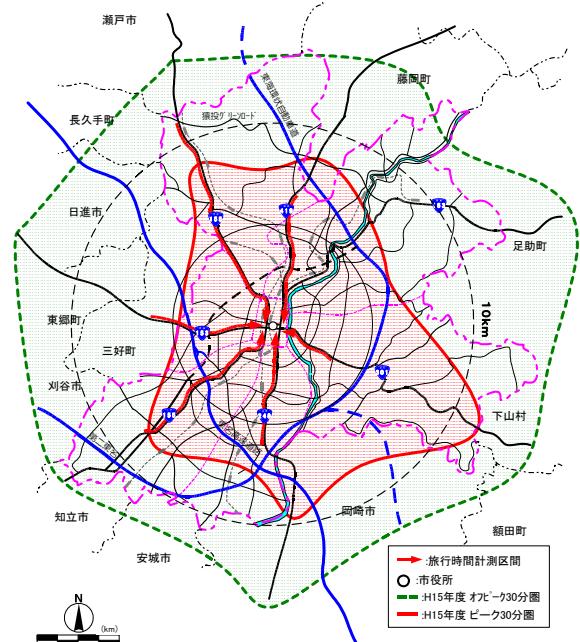 瀬戸市
藤岡町
東海環状自動車道
猿投グリーンロード
長久手町
日進市
足助町
東郷町
10km
三好町
刈谷市
下山村
知立市
岡崎市
額田町
安城市
:旅行時間計測区間
:市役所
:H15年度 ｵﾌﾋﾟｰｸ30分圏
:H15年度 ピーク30分圏
N
(km)